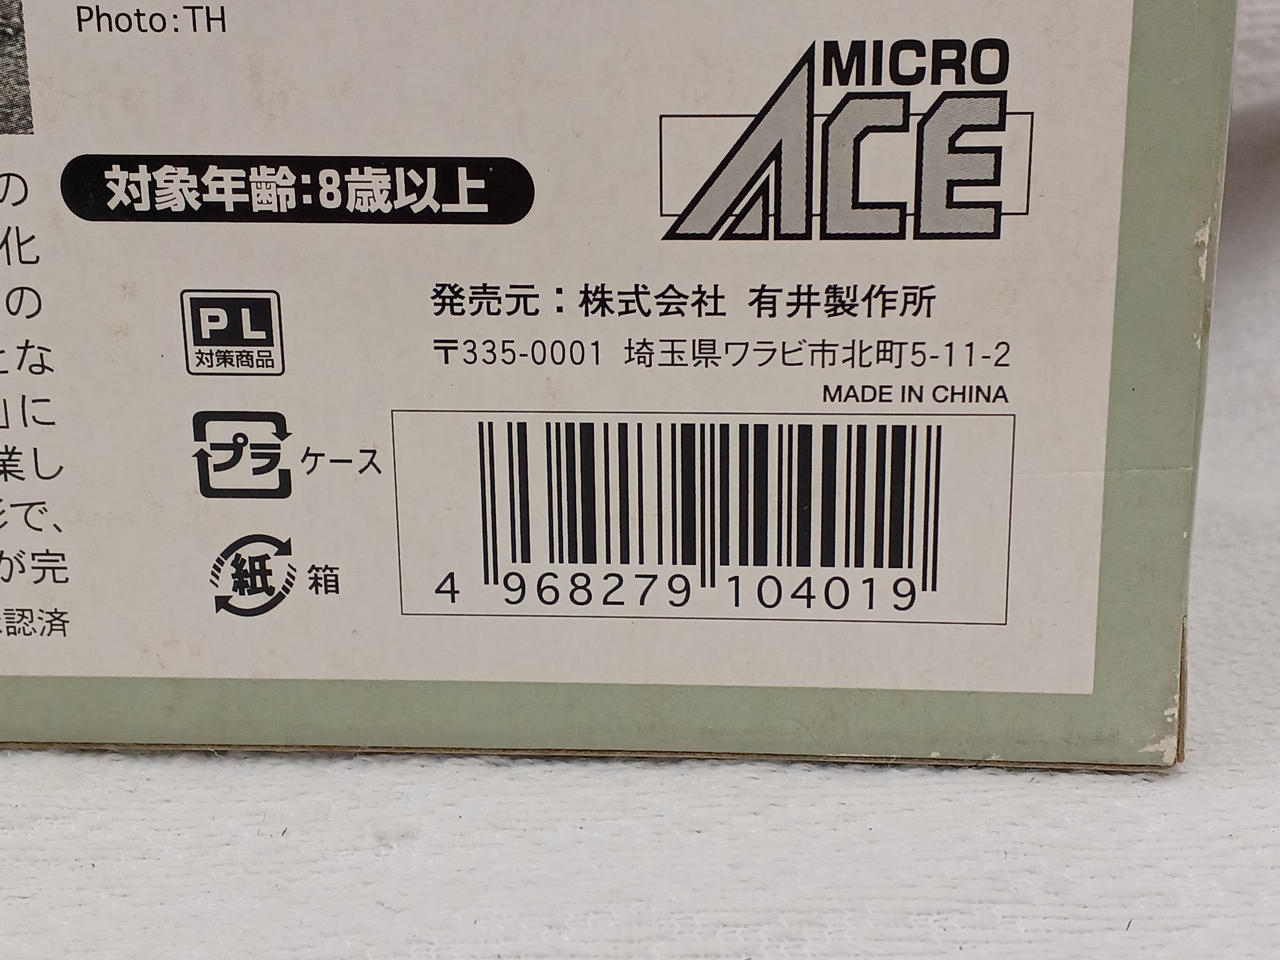 Photo:TH
MICRO
ACE
対象年齢:8歳以上
の
化
の
とな
」に
業し
形で、
が完
認済
PL
対策商品
発売元：株式会社 有井製作所
〒335-0001 埼玉県ワラビ市北町5-11-2
MADE IN CHINA
プラ ケース
紙 箱
4 968279 104019